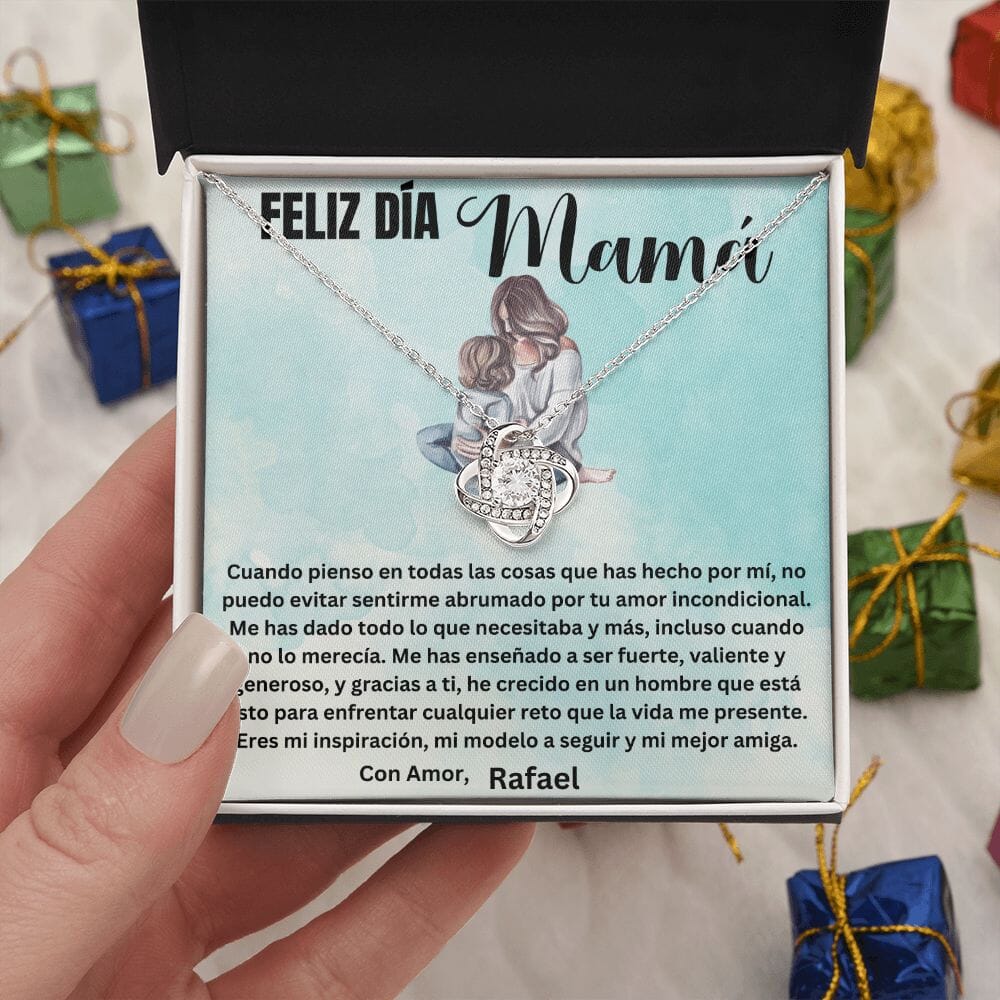 FELIZ DÍA Mamá
Cuando pienso en todas las cosas que has hecho por mí, no
puedo evitar sentirme abrumado por tu amor incondicional.
Me has dado todo lo que necesitaba y más, incluso cuando
no lo merecía. Me has enseñado a ser fuerte, valiente y
generoso, y gracias a ti, he crecido en un hombre que está
listo para enfrentar cualquier reto que la vida me presente.
Eres mi inspiración, mi modelo a seguir y mi mejor amiga.
Con Amor, Rafael